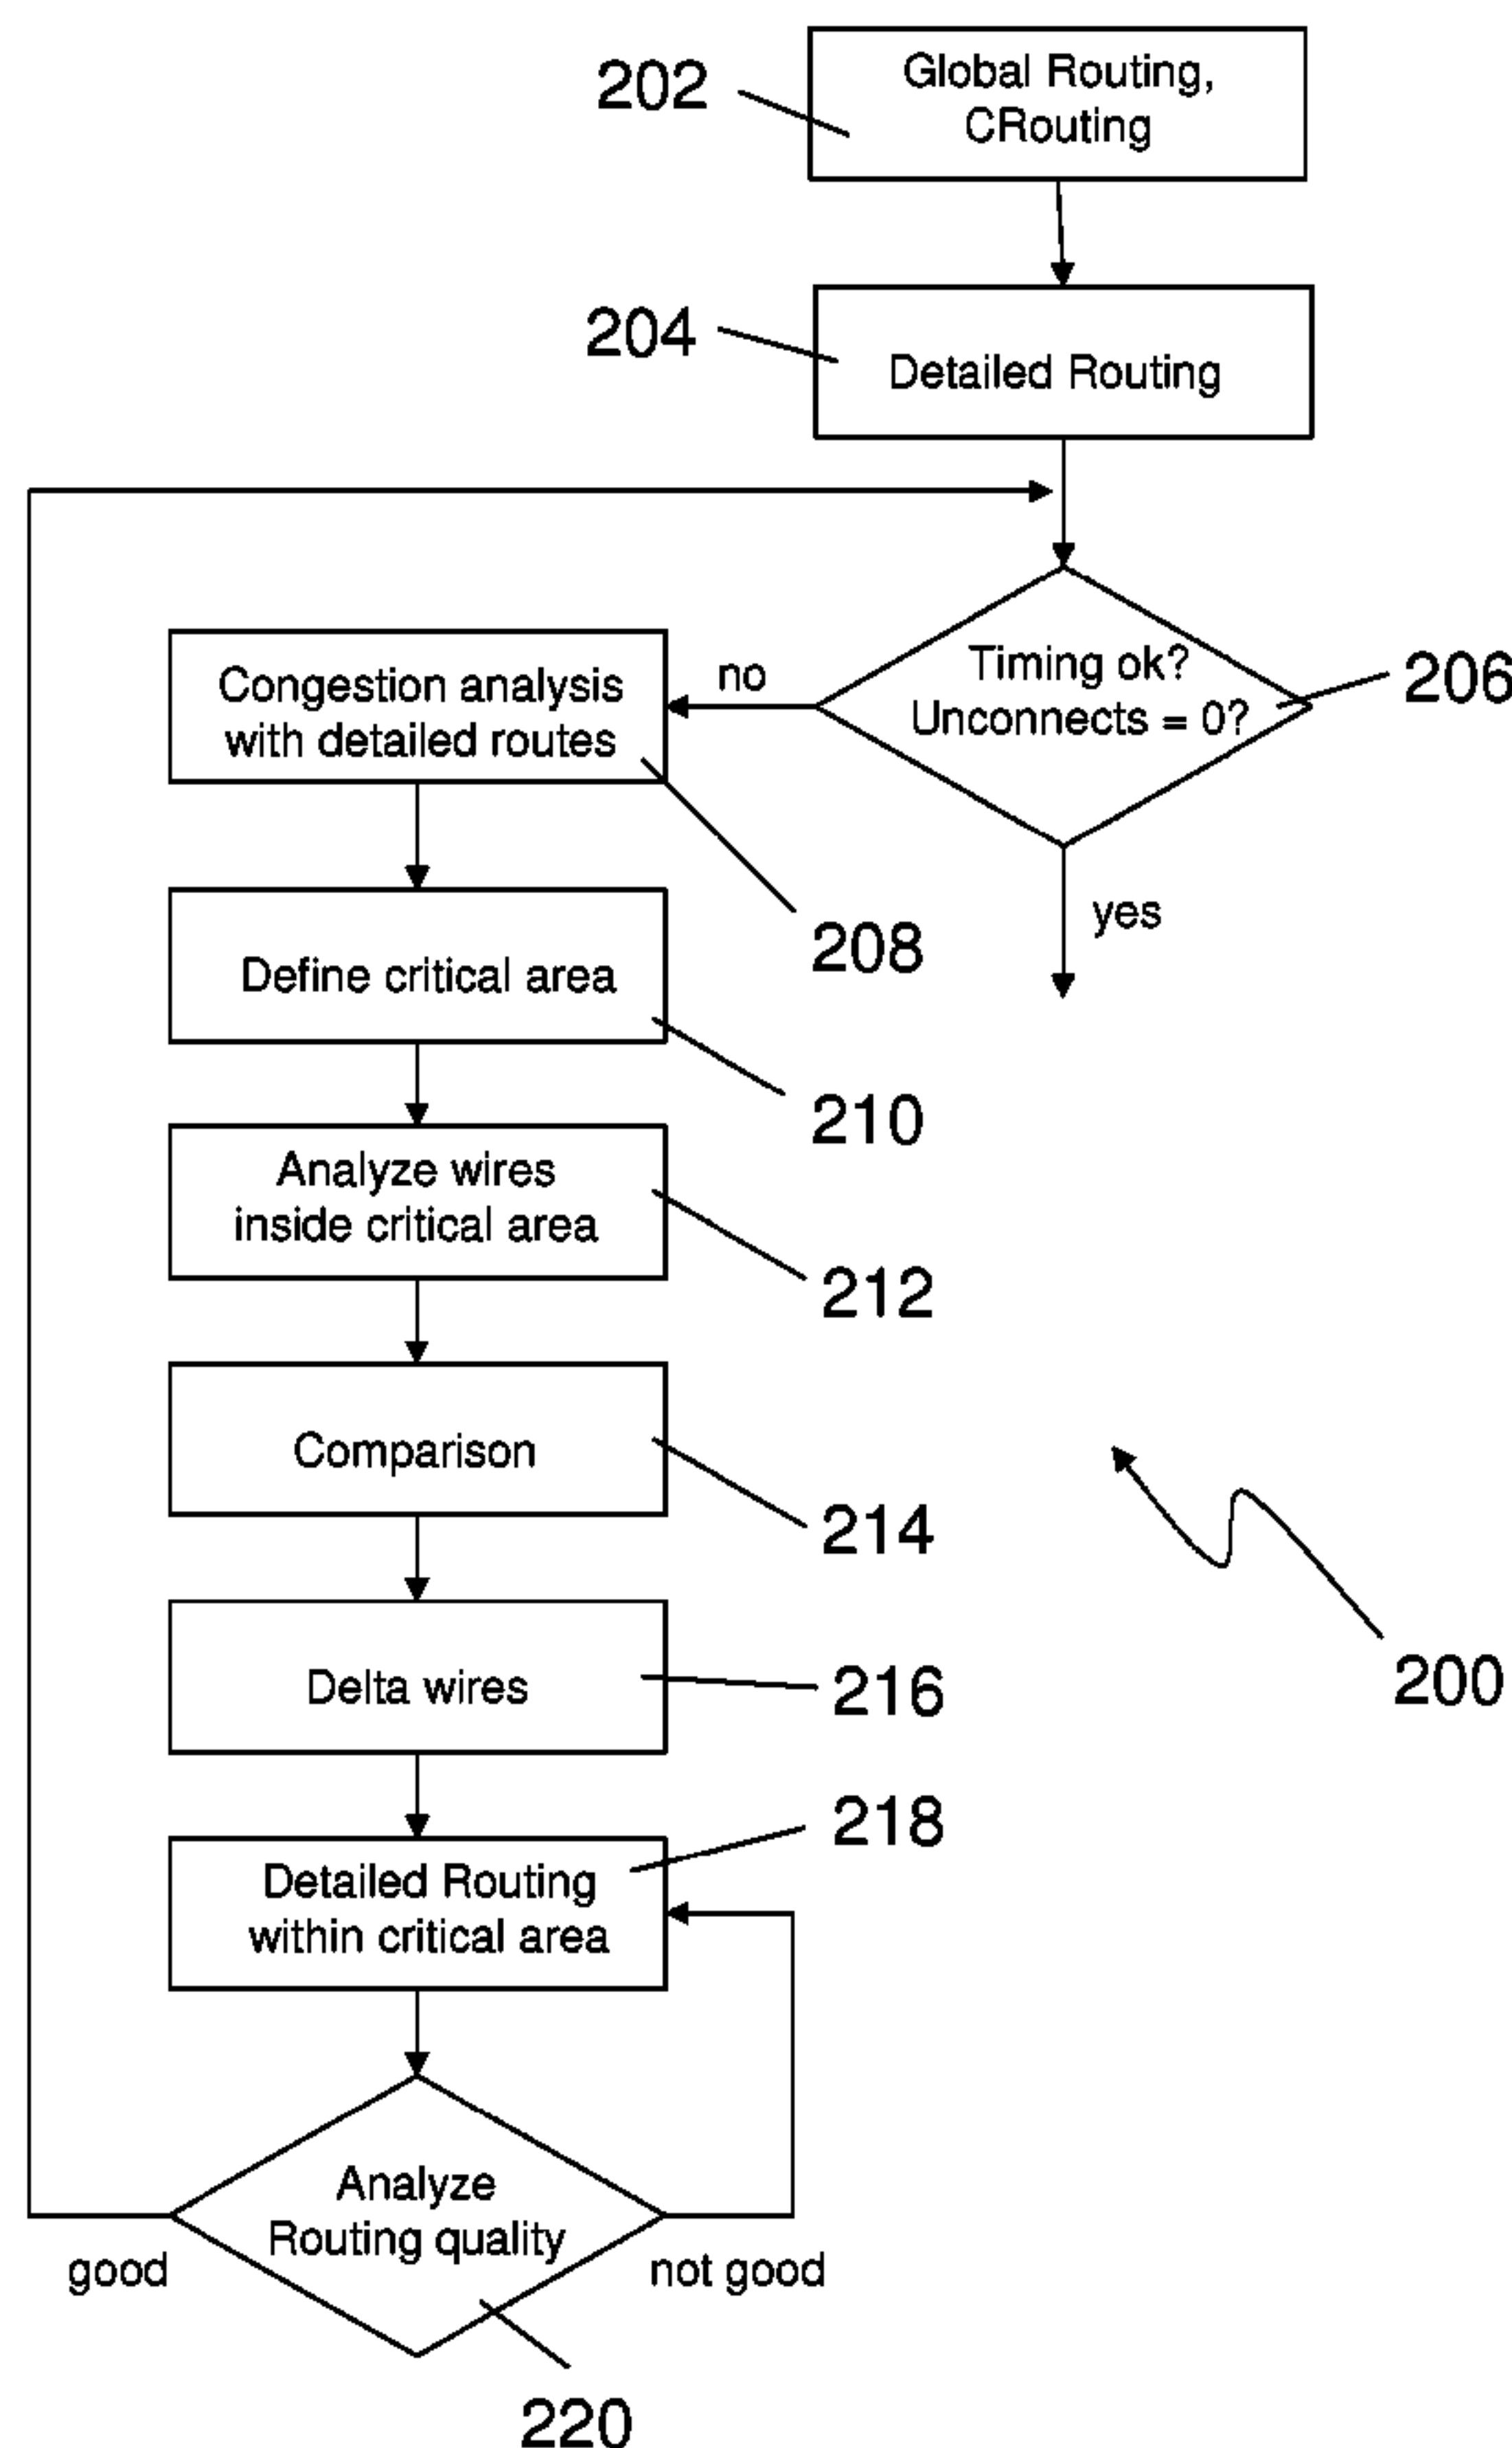 202
Global Routing,
CRouting
204
Detailed Routing
Timing ok?
Unconnects = 0?
206
no
yes
Congestion analysis
with detailed routes
208
Define critical area
210
Analyze wires
inside critical area
212
Comparison
214
Delta wires
216
200
218
Detailed Routing
within critical area
Analyze
Routing quality
good
not good
220